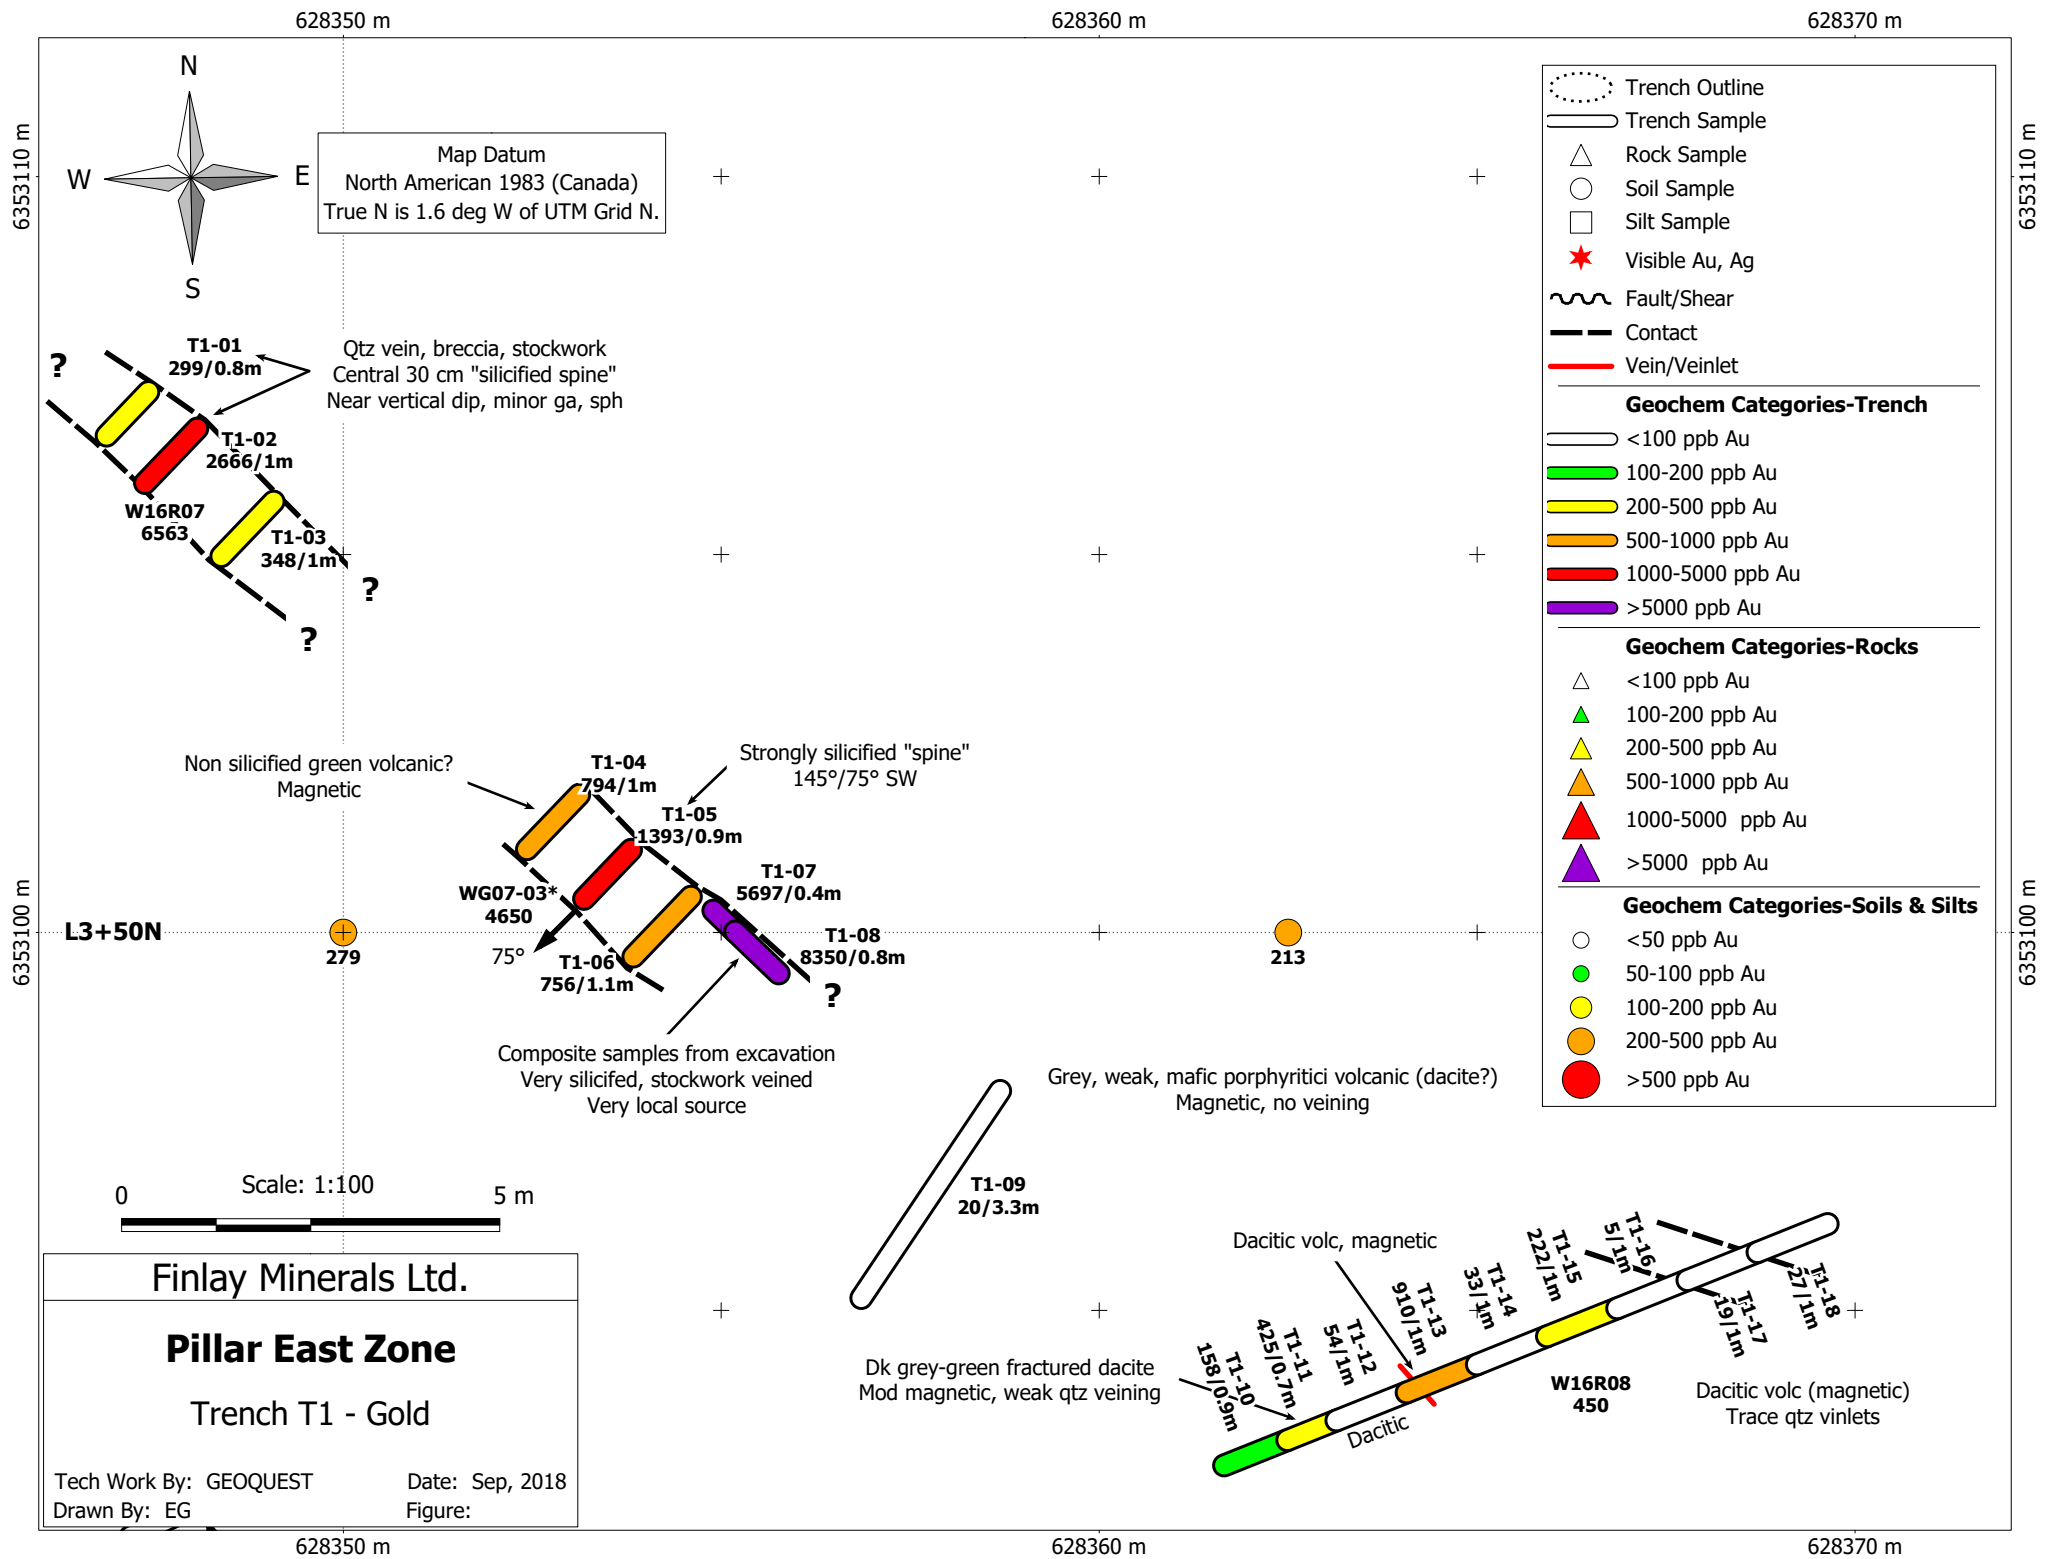 628350 m
628360 m
628370 m
6353110 m
6353110 m
N
W
E
S
Map Datum
North American 1983 (Canada)
True N is 1.6 deg W of UTM Grid N.
?
T1-01
299/0.8m
Qtz vein, breccia, stockwork
Central 30 cm "silicified spine"
Near vertical dip, minor ga, sph
T1-02
2666/1m
W16R07
6563
T1-03
348/1m
?
?
Non silicified green volcanic?
Magnetic
T1-04
794/1m
Strongly silicified "spine"
145°/75° SW
T1-05
1393/0.9m
T1-07
5697/0.4m
WG07-03*
4650
75°
T1-06
756/1.1m
T1-08
8350/0.8m
?
6353100 m
6353100 m
L3+50N
279
213
Composite samples from excavation
Very silicifed, stockwork veined
Very local source
Grey, weak, mafic porphyritici volcanic (dacite?)
Magnetic, no veining
T1-09
20/3.3m
Dacitic volc, magnetic
Dk grey-green fractured dacite
Mod magnetic, weak qtz veining
T1-10
158/0.9m
T1-11
425/0.7m
T1-12
54/1m
T1-13
910/1m
T1-14
33/1m
T1-15
222/1m
T1-16
5/1m
T1-17
19/1m
T1-18
27/1m
Dacitic
W16R08
450
Dacitic volc (magnetic)
Trace qtz vinlets
0
Scale: 1:100
5 m
Finlay Minerals Ltd.
Pillar East Zone
Trench T1 - Gold
Tech Work By: GEOQUEST
Date: Sep, 2018
Drawn By: EG
Figure:
Trench Outline
Trench Sample
Rock Sample
Soil Sample
Silt Sample
Visible Au, Ag
Fault/Shear
Contact
Vein/Veinlet
Geochem Categories-Trench
<100 ppb Au
100-200 ppb Au
200-500 ppb Au
500-1000 ppb Au
1000-5000 ppb Au
>5000 ppb Au
Geochem Categories-Rocks
<100 ppb Au
100-200 ppb Au
200-500 ppb Au
500-1000 ppb Au
1000-5000 ppb Au
>5000 ppb Au
Geochem Categories-Soils & Silts
<50 ppb Au
50-100 ppb Au
100-200 ppb Au
200-500 ppb Au
>500 ppb Au
628350 m
628360 m
628370 m